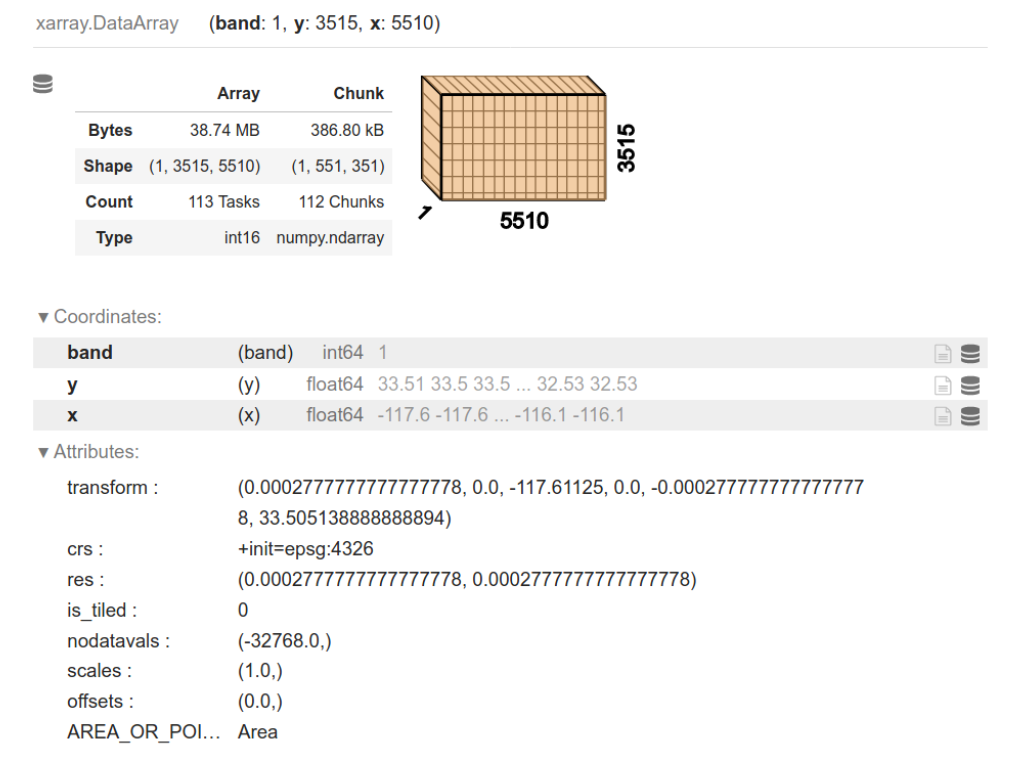 xarray.DataArray (band: 1, y: 3515, x: 5510)
Array Chunk
Bytes 38.74 MB 386.80 kB
Shape (1, 3515, 5510) (1, 551, 351)
Count 113 Tasks 112 Chunks
Type int16 numpy.ndarray
3515
1
5510
▼ Coordinates:
band (band) int64 1
y (y) float64 33.51 33.5 33.5 ... 32.53 32.53
x (x) float64 -117.6 -117.6 ... -116.1 -116.1
▼ Attributes:
transform : (0.0002777777777777778, 0.0, -117.61125, 0.0, -0.000277777777777777
8, 33.505138888888894)
crs : +init=epsg:4326
res : (0.0002777777777777778, 0.0002777777777777778)
is_tiled : 0
nodatavals : (-32768.0,)
scales : (1.0,)
offsets : (0.0,)
AREA_OR_POI... Area